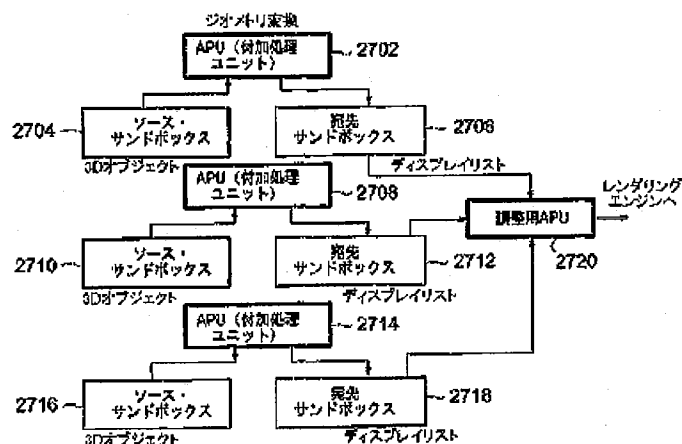 ジオメトリ変換
APU（付加処理
ユニット）
2702
2704
ソース・
サンドボックス
3Dオブジェクト
宛先
サンドボックス
2706
ディスプレイリスト
APU（付加処理
ユニット）
2708
レンダリング
エンジンへ
調整用APU
2720
2710
ソース・
サンドボックス
3Dオブジェクト
宛先
サンドボックス
2712
ディスプレイリスト
APU（付加処理
ユニット）
2714
2716
ソース・
サンドボックス
3Dオブジェクト
宛先
サンドボックス
2718
ディスプレイリスト